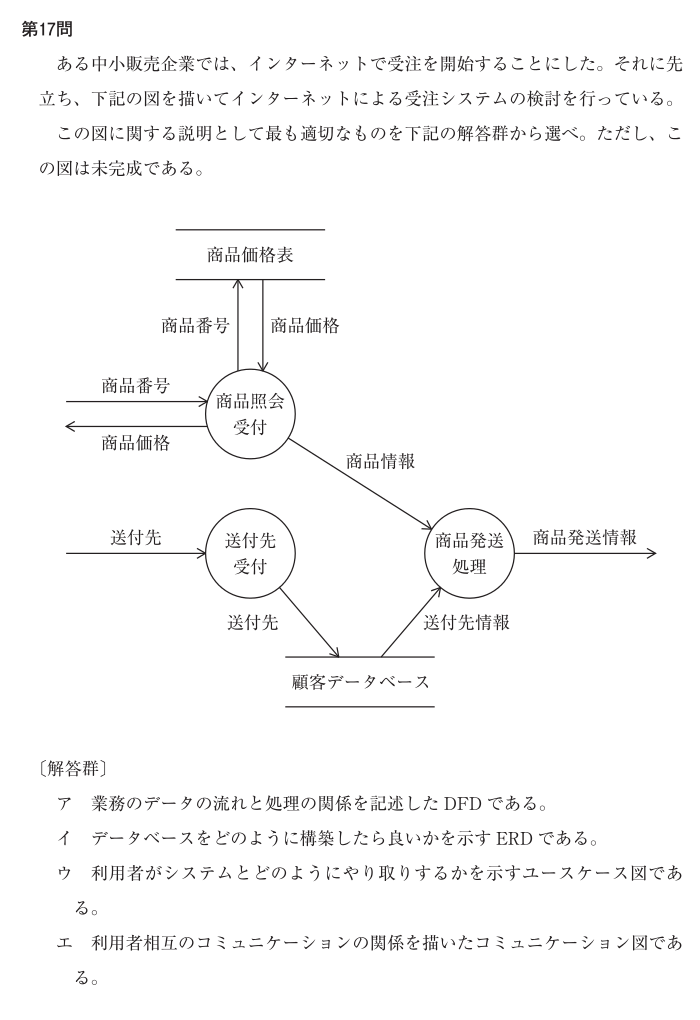 第17問
ある中小販売企業では、インターネットで受注を開始することにした。それに先
立ち、下記の図を描いてインターネットによる受注システムの検討を行っている。
この図に関する説明として最も適切なものを下記の解答群から選べ。ただし、こ
の図は未完成である。
商品価格表
商品番号
商品価格
商品番号
商品照会
受付
商品価格
商品情報
送付先
送付先
受付
商品発送
処理
商品発送情報
送付先
送付先情報
顧客データベース
〔解答群〕
ア 業務のデータの流れと処理の関係を記述した DFD である。
イ データベースをどのように構築したら良いかを示す ERD である。
ウ 利用者がシステムとどのようにやり取りするかを示すユースケース図であ
る。
エ 利用者相互のコミュニケーションの関係を描いたコミュニケーション図であ
る。